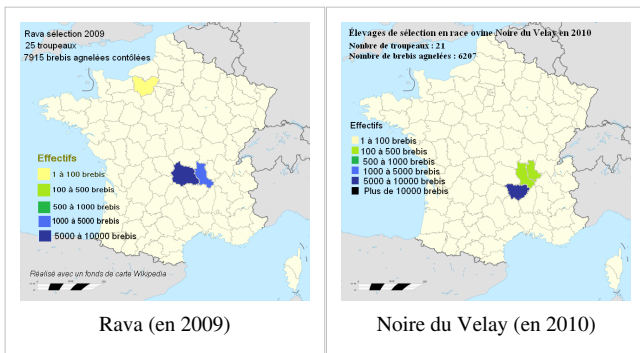 Rava sélection 2009
25 troupeaux
7915 brebis agnelées contôlées
Effectifs
1 à 100 brebis
100 à 500 brebis
500 à 1000 brebis
1000 à 5000 brebis
5000 à 10000 brebis
Réalisé avec un fonds de carte Wikipedia
Rava (en 2009)
Élevages de sélection en race ovine Noire du Velay en 2010
Nonbre de troupeaux : 21
Nonbre de brebis agnelées : 6207
Effectifs
1 à 100 brebis
100 à 500 brebis
500 à 1000 brebis
1000 à 5000 brebis
5000 à 10000 brebis
Plus de 10000 brebis
Noire du Velay (en 2010)